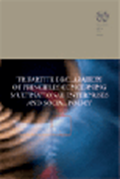 TRIPARTITE DECLARATION
OF PRINCIPLES CONCERNING
MULTINATIONAL ENTERPRISES
AND SOCIAL POLICY